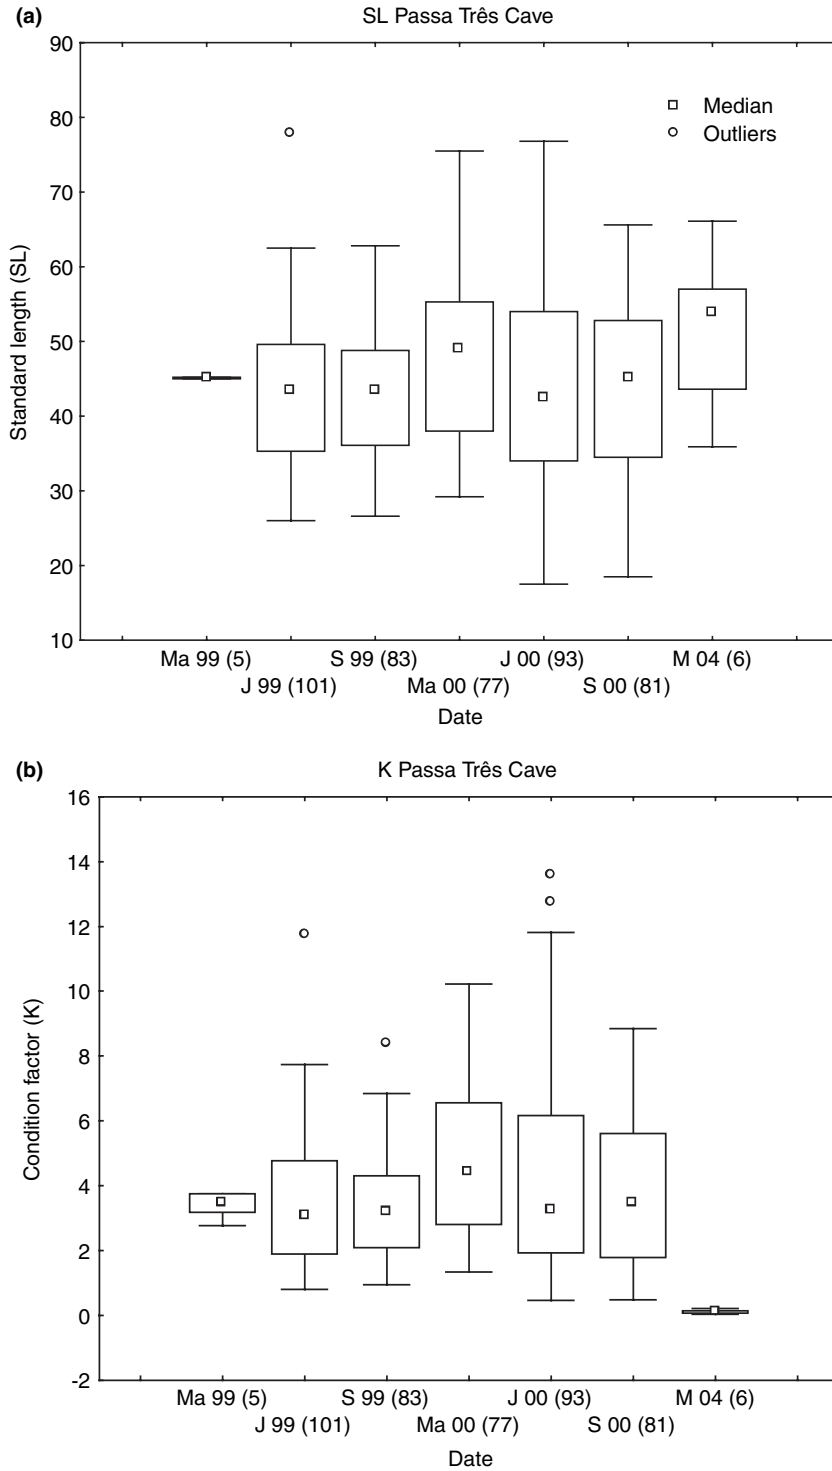 (a)
SL Passa Três Cave
90
80
70
60
50
40
30
20
10
Standard length (SL)
Median
Outliers
Ma 99 (5) S 99 (83) J 00 (93) M 04 (6)
J 99 (101) Ma 00 (77) S 00 (81)
Date
(b)
K Passa Três Cave
16
14
12
10
8
6
4
2
0
-2
Condition factor (K)
Ma 99 (5) S 99 (83) J 00 (93) M 04 (6)
J 99 (101) Ma 00 (77) S 00 (81)
Date